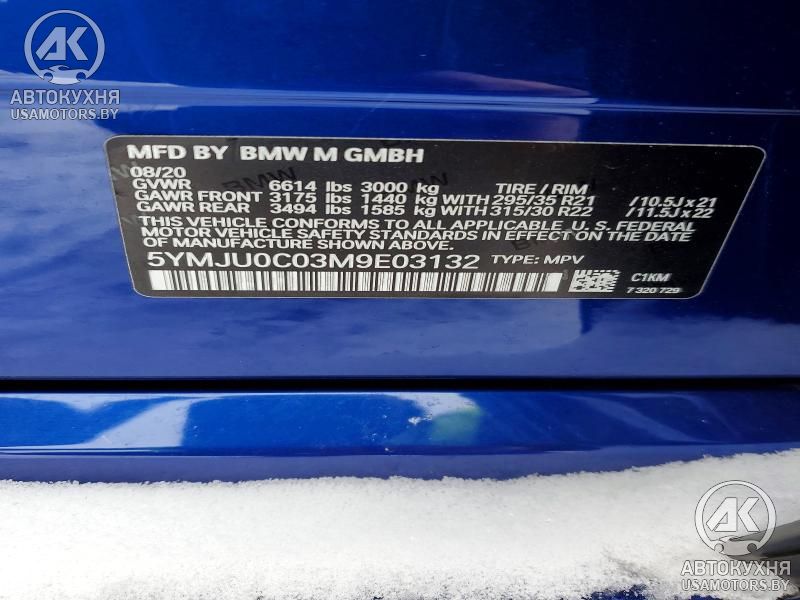 AK
АВТОКУХНЯ
USAMOTORS.BY
MFD BY BMW M GMBH
08/20
GVWR 6614 lbs 3000 kg TIRE / RIM
GAWR FRONT 3175 lbs 1440 kg WITH 295/35 R21 /10.5J x 21
GAWR REAR 3494 lbs 1585 kg WITH 315/30 R22 /11.5J x 22
THIS VEHICLE CONFORMS TO ALL APPLICABLE U.S. FEDERAL
MOTOR VEHICLE SAFETY STANDARDS IN EFFECT ON THE
DATE OF MANUFACTURE SHOWN ABOVE.
5YMJU0C03M9E03132 TYPE: MPV
C1KM
7 320 729
AK
АВТОКУХНЯ
USAMOTORS.BY